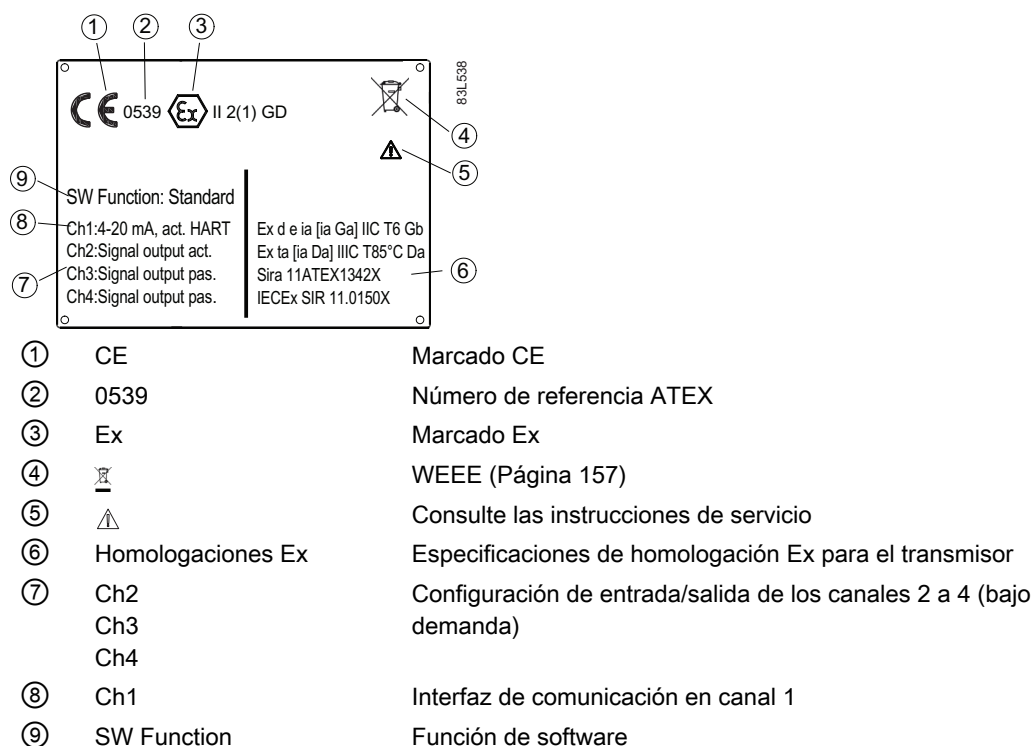 ① ② ③
CE 0539 Ex II 2(1) GD
83L538
④
⑤
⑨
SW Function: Standard
⑧
Ch1:4-20 mA, act. HART
Ch2:Signal output act.
Ch3:Signal output pas.
Ch4:Signal output pas.
⑦
Ex d e ia [ia Ga] IIC T6 Gb
Ex ta [ia Da] IIIC T85°C Da
Sira 11ATEX1342X
IECEx SIR 11.0150X
⑥
① CE Marcado CE
② 0539 Número de referencia ATEX
③ Ex Marcado Ex
④ WEEE (Página 157)
⑤ Consulte las instrucciones de servicio
⑥ Homologaciones Ex Especificaciones de homologación Ex para el transmisor
⑦ Ch2 Configuración de entrada/salida de los canales 2 a 4 (bajo
Ch3 demanda)
Ch4
⑧ Ch1 Interfaz de comunicación en canal 1
⑨ SW Function Función de software